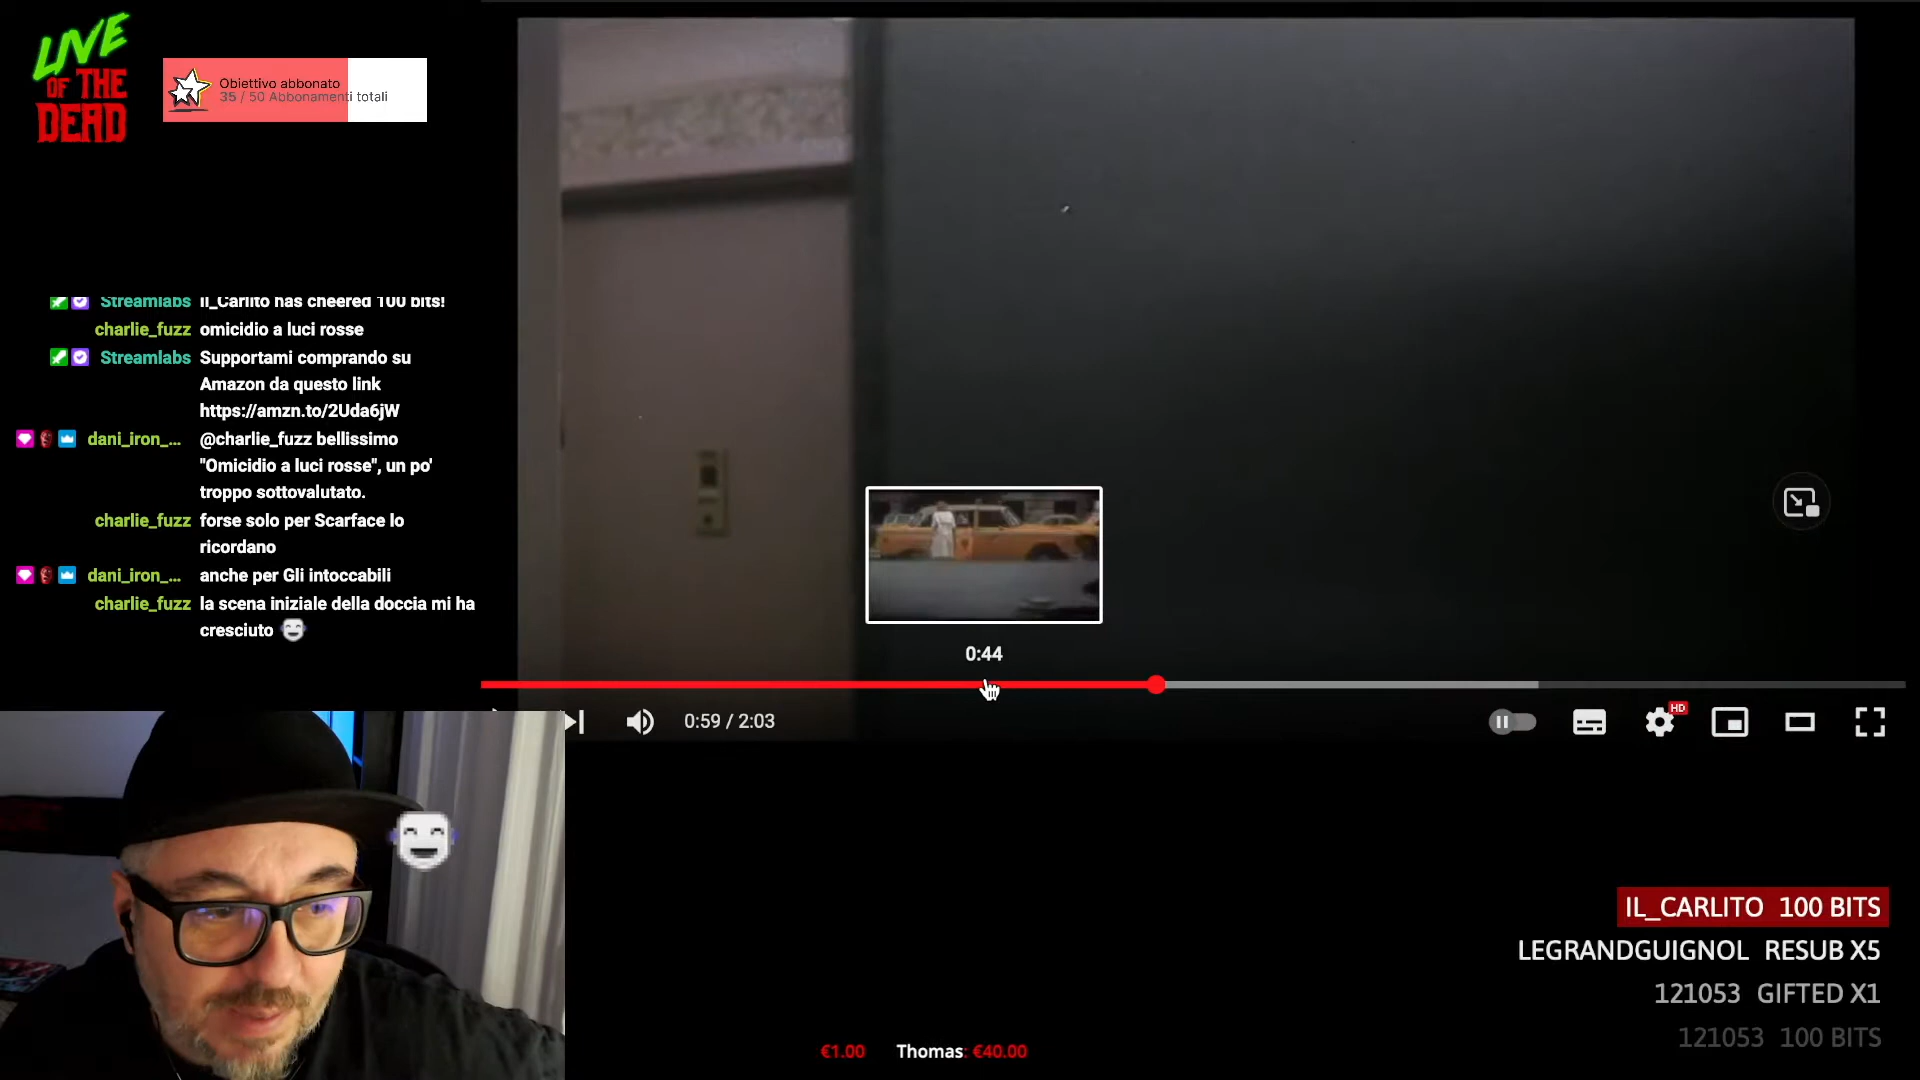 LIVE
OF THE
DEAD
Obiettivo abbonato
35 / 50 Abbonamenti totali
Streamlabs il_Carlito has cheered 100 bits!
charlie_fuzz omicidio a luci rosse
Streamlabs Supportami comprando su
Amazon da questo link
https://amzn.to/2Uda6jW
dani_iron_... @charlie_fuzz bellissimo
"Omicidio a luci rosse", un po'
troppo sottovalutato.
charlie_fuzz forse solo per Scarface lo
ricordano
dani_iron_... anche per Gli intoccabili
charlie_fuzz la scena iniziale della doccia mi ha
cresciuto
0:44
0:59 / 2:03
HD
IL_CARLITO 100 BITS
LEGRANDGUIGNOL RESUB X5
121053 GIFTED X1
121053 100 BITS
€1.00 Thomas: €40.00